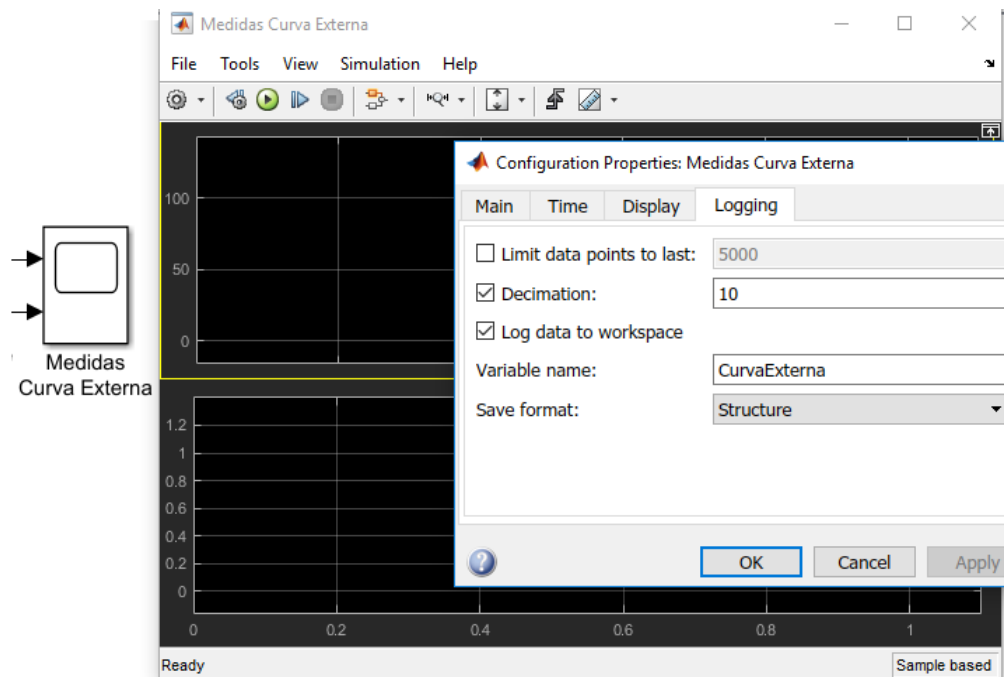 Medidas Curva Externa
File Tools View Simulation Help
100
50
0
1.2
1
0.8
0.6
0.4
0.2
0
0 0.2 0.4 0.6 0.8 1
Ready Sample based
Medidas
Curva Externa
Configuration Properties: Medidas Curva Externa
Main Time Display Logging
Limit data points to last: 5000
Decimation: 10
Log data to workspace
Variable name: CurvaExterna
Save format: Structure
OK Cancel Apply